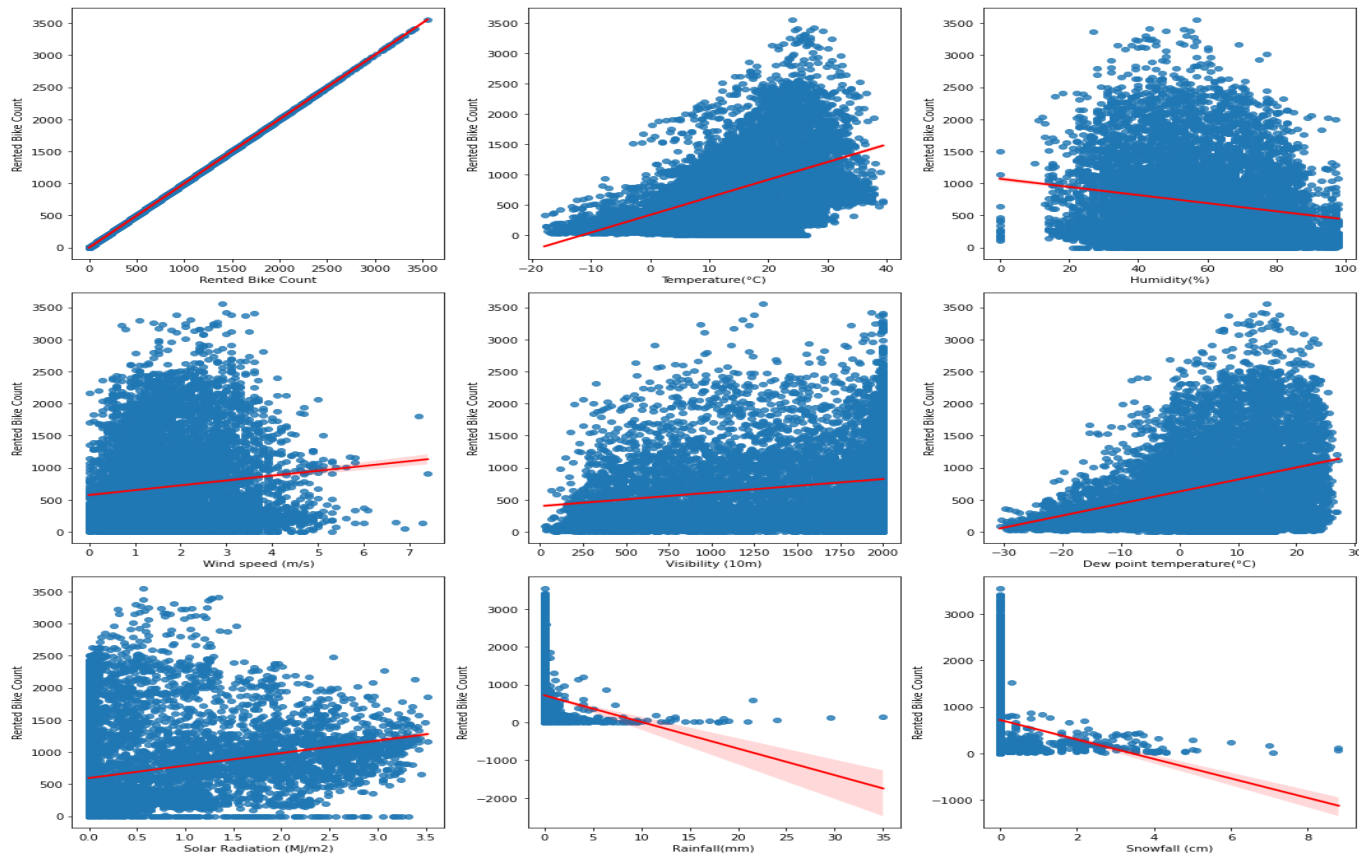 Rented Bike Count
3500
3000
2500
2000
1500
1000
500
0
0 500 1000 1500 2000 2500 3000 3500
Rented Bike Count
Rented Bike Count
3500
3000
2500
2000
1500
1000
500
0
−20 −10 0 10 20 30 40
Temperature(°C)
Rented Bike Count
3500
3000
2500
2000
1500
1000
500
0
0 20 40 60 80 100
Humidity(%)
Rented Bike Count
3500
3000
2500
2000
1500
1000
500
0
0 1 2 3 4 5 6 7
Wind speed (m/s)
Rented Bike Count
3500
3000
2500
2000
1500
1000
500
0
0 250 500 750 1000 1250 1500 1750 2000
Visibility (10m)
Rented Bike Count
3500
3000
2500
2000
1500
1000
500
0
−30 −20 −10 0 10 20 30
Dew point temperature(°C)
Rented Bike Count
3500
3000
2500
2000
1500
1000
500
0
0.0 0.5 1.0 1.5 2.0 2.5 3.0 3.5
Solar Radiation (MJ/m2)
Rented Bike Count
3000
2000
1000
0
−1000
−2000
0 5 10 15 20 25 30 35
Rainfall(mm)
Rented Bike Count
3000
2000
1000
0
−1000
0 2 4 6 8
Snowfall (cm)